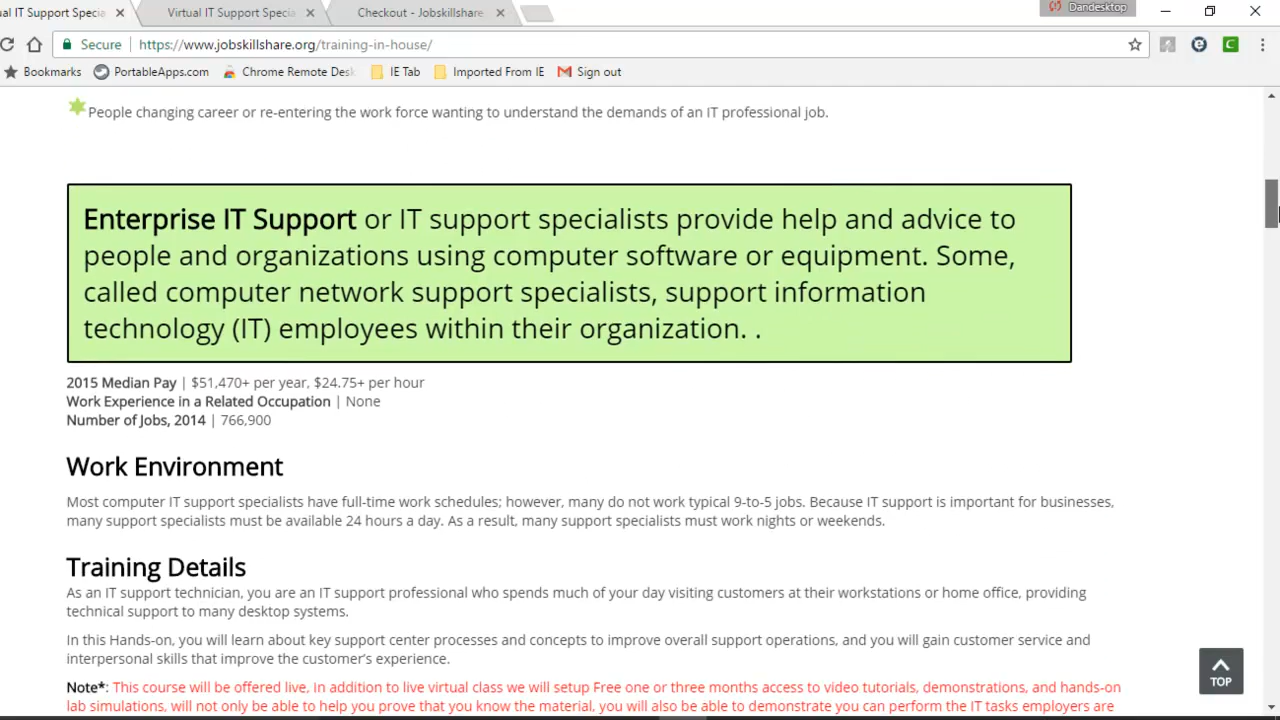 ual IT Support Specia
Virtual IT Support Specia
Checkout - Jobskillshare
Dandesktop
Secure
https://www.jobskillshare.org/training-in-house/
Bookmarks
PortableApps.com
Chrome Remote Desk
IE Tab
Imported From IE
Sign out
People changing career or re-entering the work force wanting to understand the demands of an IT professional job.
Enterprise IT Support or IT support specialists provide help and advice to
people and organizations using computer software or equipment. Some,
called computer network support specialists, support information
technology (IT) employees within their organization. .
2015 Median Pay | $51,470+ per year, $24.75+ per hour
Work Experience in a Related Occupation | None
Number of Jobs, 2014 | 766,900
Work Environment
Most computer IT support specialists have full-time work schedules; however, many do not work typical 9-to-5 jobs. Because IT support is important for businesses,
many support specialists must be available 24 hours a day. As a result, many support specialists must work nights or weekends.
Training Details
As an IT support technician, you are an IT support professional who spends much of your day visiting customers at their workstations or home office, providing
technical support to many desktop systems.
In this Hands-on, you will learn about key support center processes and concepts to improve overall support operations, and you will gain customer service and
interpersonal skills that improve the customer's experience.
Note*: This course will be offered live, In addition to live virtual class we will setup Free one or three months access to video tutorials, demonstrations, and hands-on
lab simulations, will not only be able to help you prove that you know the material, you will also be able to demonstrate you can perform the IT tasks employers are
TOP